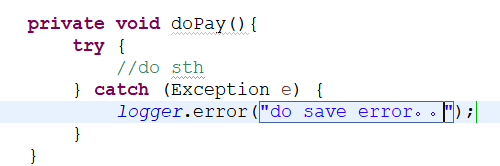 private void doPay(){
try {
//do sth
} catch (Exception e) {
logger.error("do save error。。");
}
}